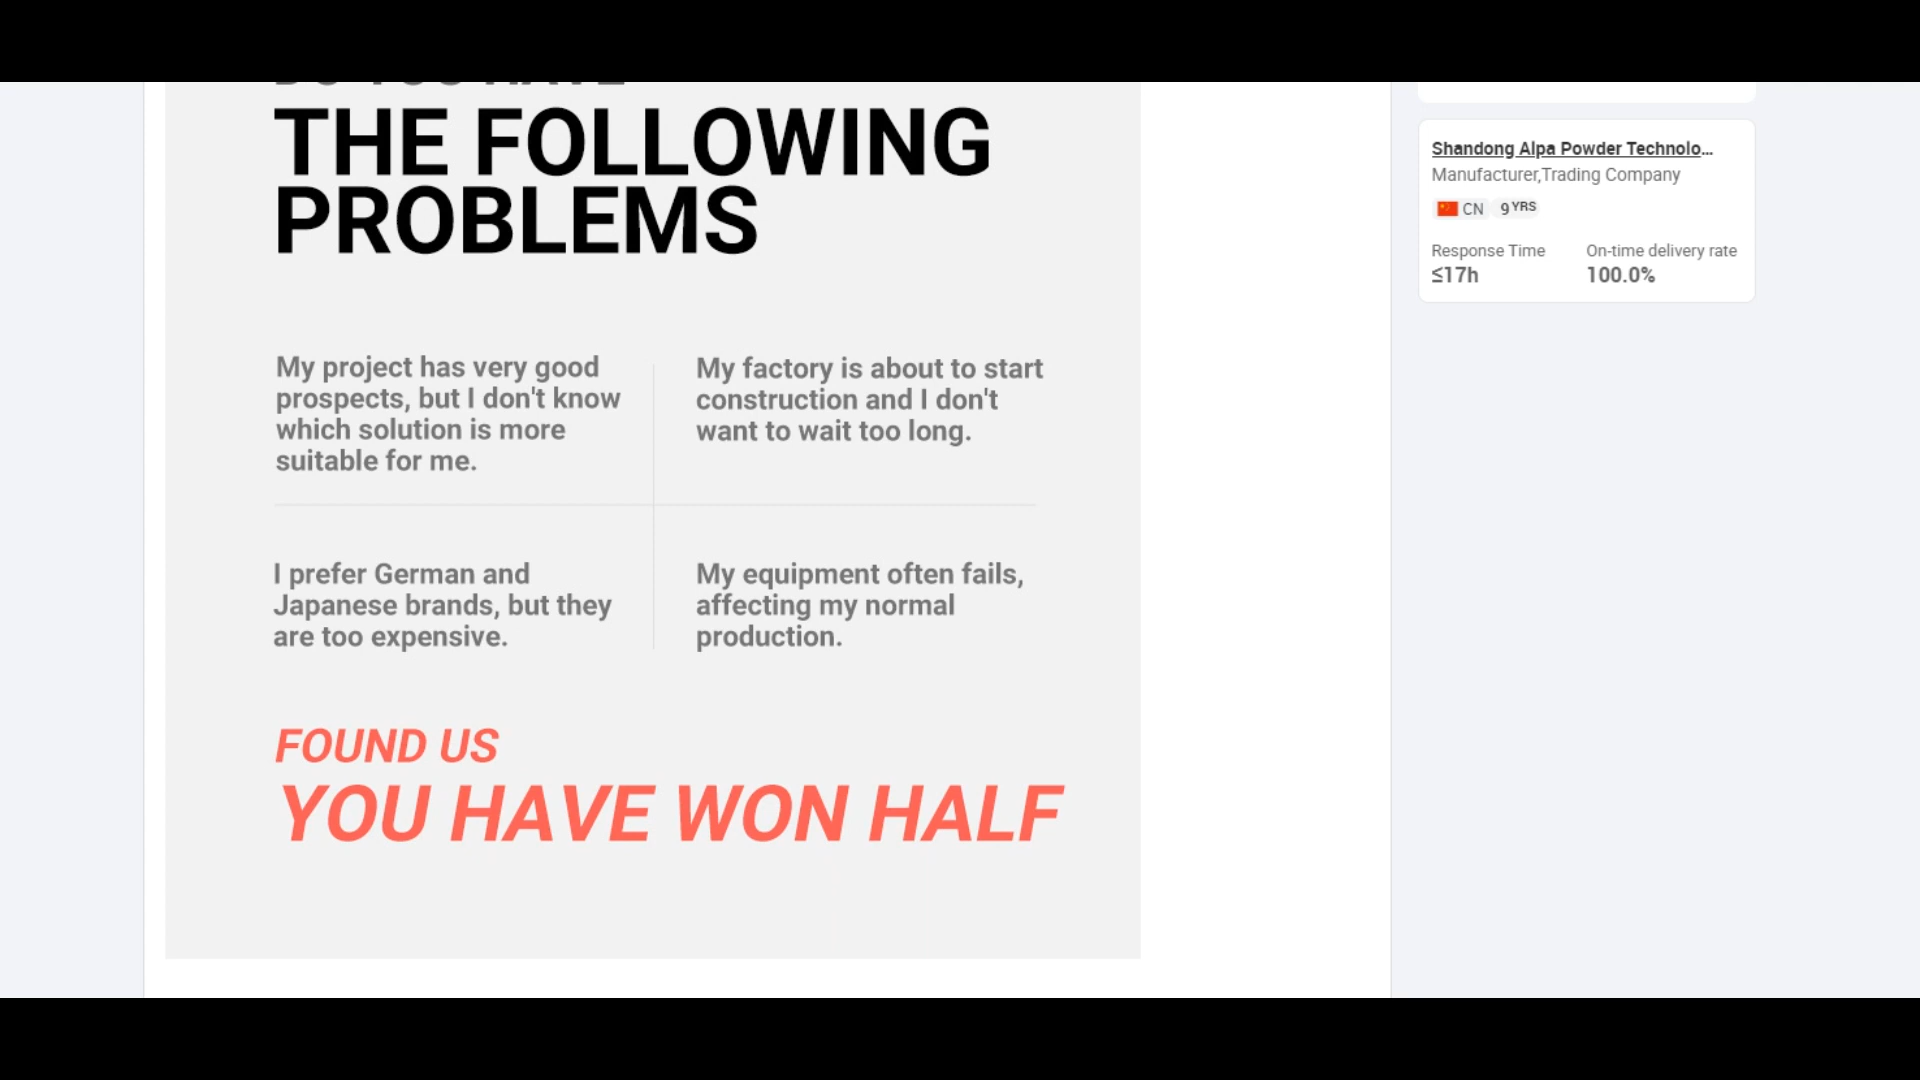 DO YOU HAVE
THE FOLLOWING
PROBLEMS
My project has very good
prospects, but I don't know
which solution is more
suitable for me.
My factory is about to start
construction and I don't
want to wait too long.
I prefer German and
Japanese brands, but they
are too expensive.
My equipment often fails,
affecting my normal
production.
FOUND US
YOU HAVE WON HALF
Shandong Alpa Powder Technolo...
Manufacturer,Trading Company
CN 9 YRS
Response Time
≤17h
On-time delivery rate
100.0%